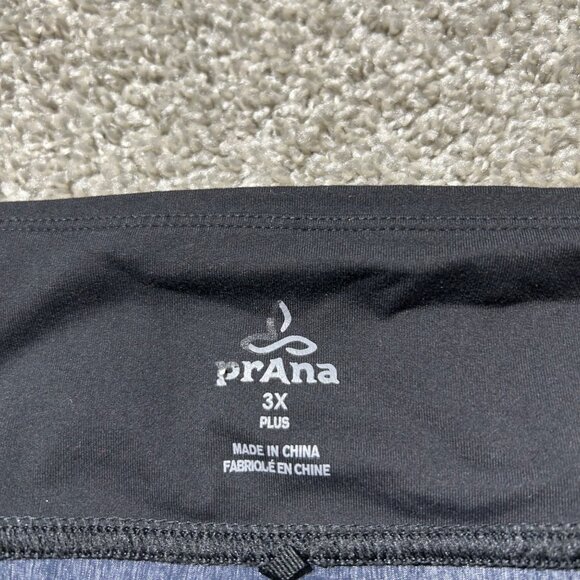 prAna
3X
PLUS
MADE IN CHINA
FABRIQUÉ EN CHINE